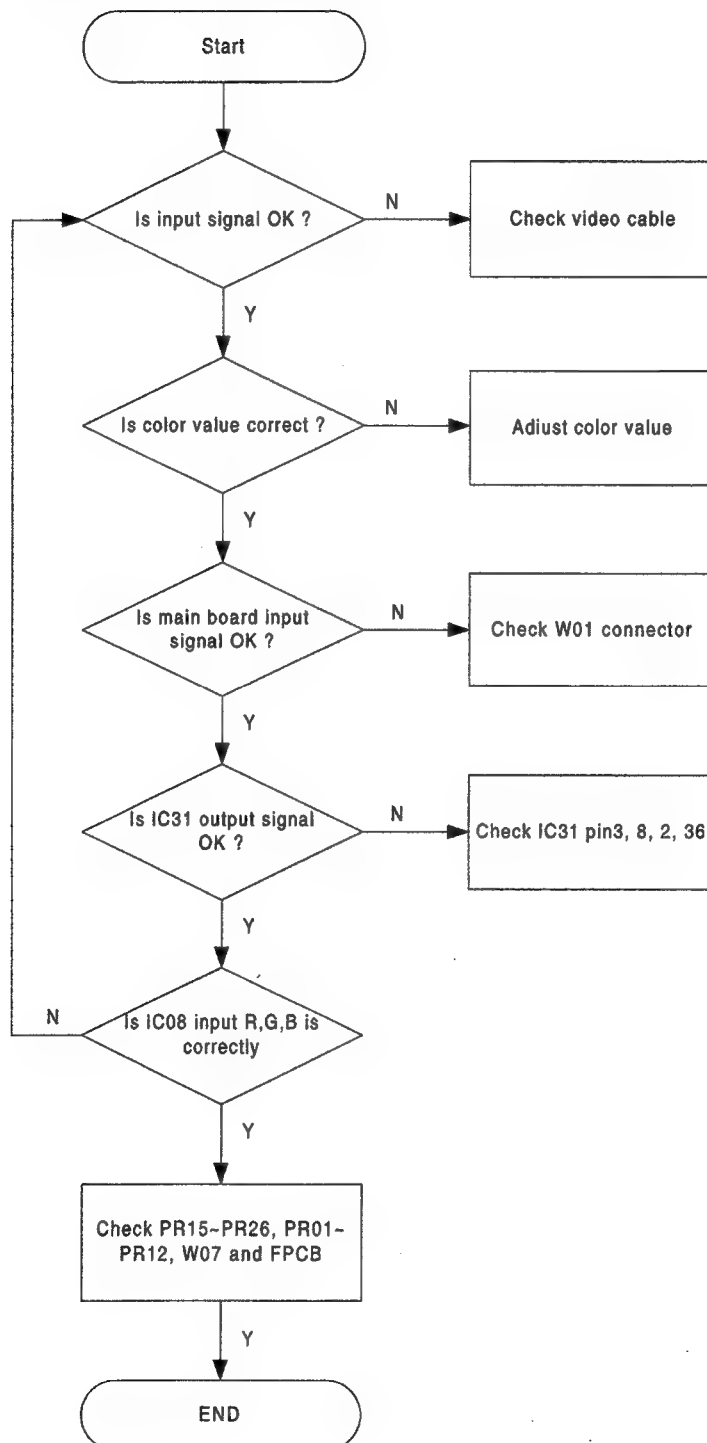 Start
Is input signal OK ?
N
Check video cable
Y
Is color value correct ?
N
Adiust color value
Y
Is main board input
signal OK ?
N
Check W01 connector
Y
Is IC31 output signal
OK ?
N
Check IC31 pin3, 8, 2, 36
Y
N
Is IC08 input R,G,B is
correctly
Y
Check PR15~PR26, PR01~
PR12, W07 and FPCB
Y
END